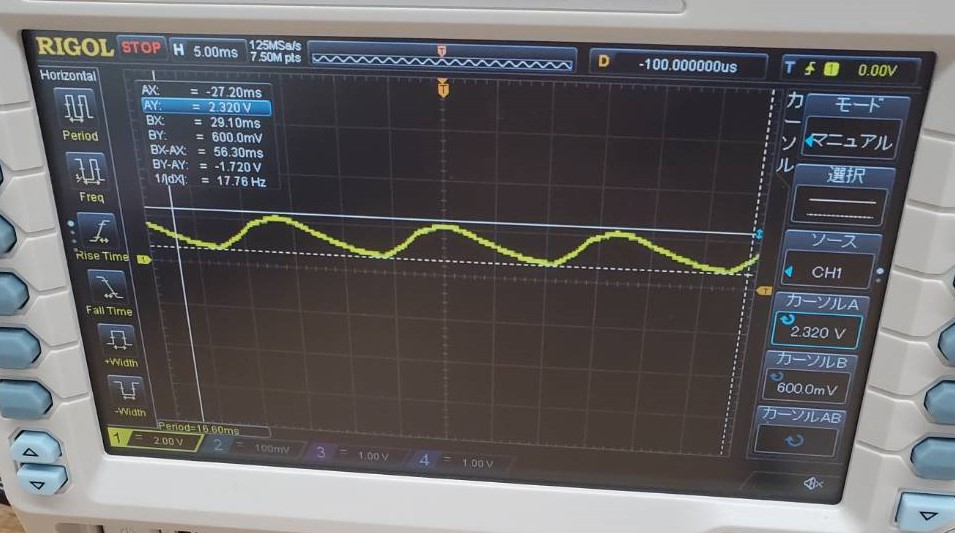 RIGOL STOP H 5.00ms 125MSa/s
7.50M pts
T
D -100.000000us
T 1 0.00V
Horizontal
Period
Freq
Rise Time
Fall Time
+Width
-Width
AX: = -27.20ms
AY: = 2.320 V
BX: = 29.10ms
BY: = 600.0mV
BX-AX: = 56.30ms
BY-AY: = -1.720 V
1/|dX|: = 17.76 Hz
T
1
T
Period=16.60ms
1 = 2.00 V
2 = 100mV
3 = 1.00 V
4 = 1.00 V
カーソル
モード
マニュアル
選択
ソース
CH1
カーソルA
2.320 V
カーソルB
600.0mV
カーソルAB